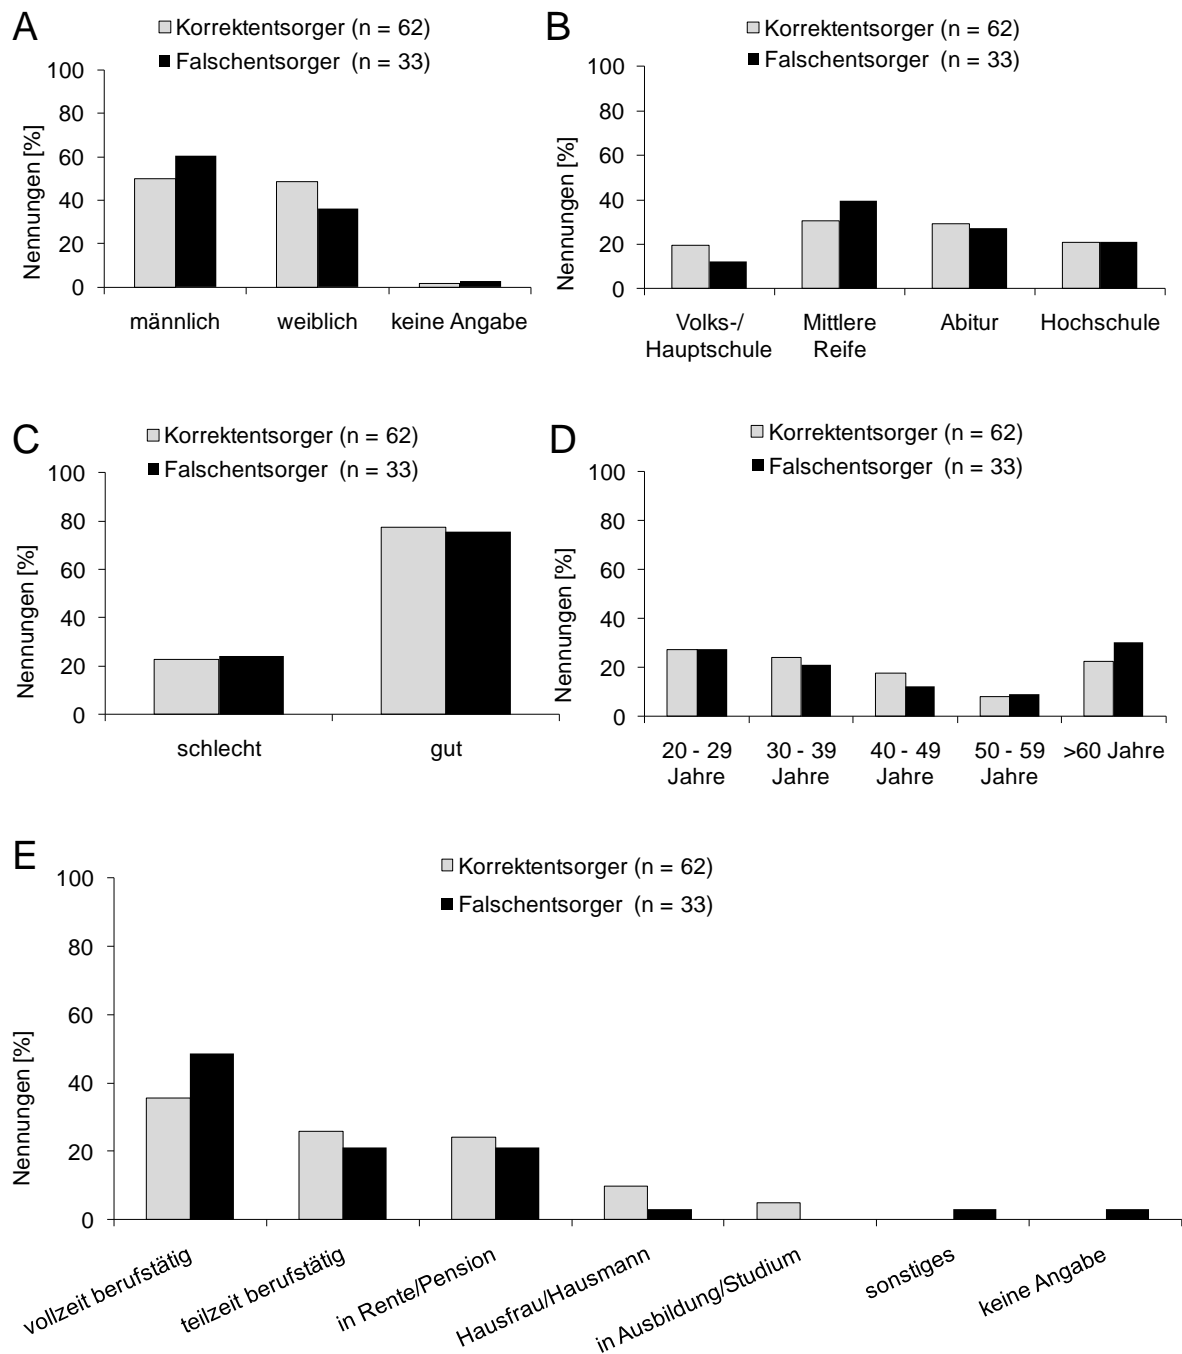 A
Korrektentsorger (n = 62)
Falschentsorger (n = 33)
Nennungen [%]
100
80
60
40
20
0
männlich weiblich keine Angabe
B
Korrektentsorger (n = 62)
Falschentsorger (n = 33)
Nennungen [%]
100
80
60
40
20
0
Volks-/ Mittlere Abitur Hochschule
Hauptschule Reife
C
Korrektentsorger (n = 62)
Falschentsorger (n = 33)
Nennungen [%]
100
80
60
40
20
0
schlecht gut
D
Korrektentsorger (n = 62)
Falschentsorger (n = 33)
Nennungen [%]
100
80
60
40
20
0
20 - 29 30 - 39 40 - 49 50 - 59 >60 Jahre
Jahre Jahre Jahre Jahre
E
Korrektentsorger (n = 62)
Falschentsorger (n = 33)
Nennungen [%]
100
80
60
40
20
0
vollzeit berufstätig
teilzeit berufstätig
in Rente/Pension
Hausfrau/Hausmann
in Ausbildung/Studium
sonstiges
keine Angabe